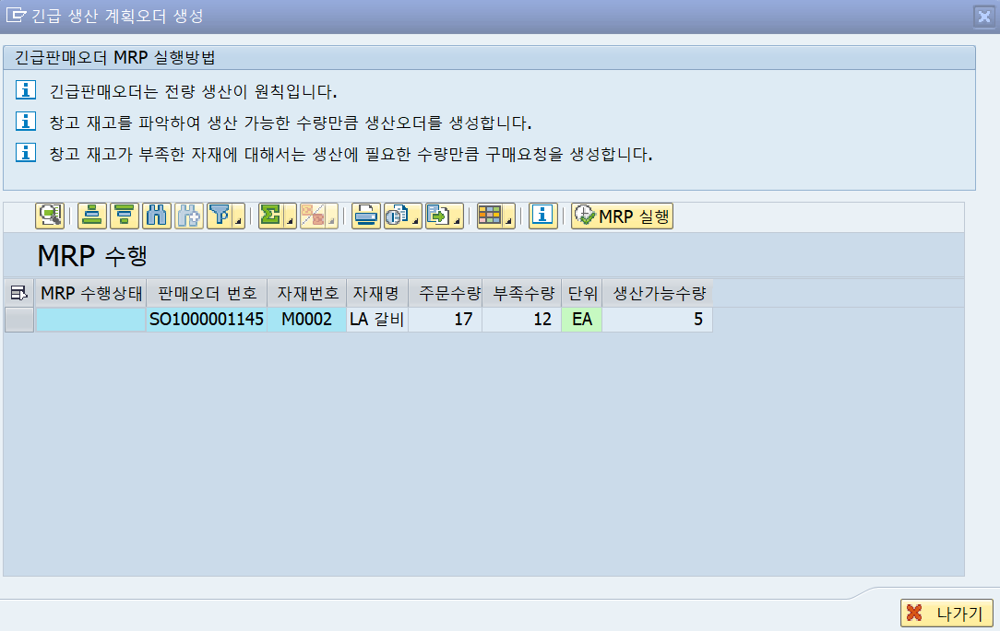 긴급 생산 계획오더 생성
긴급판매오더 MRP 실행방법
긴급판매오더는 전량 생산이 원칙입니다.
창고 재고를 파악하여 생산 가능한 수량만큼 생산오더를 생성합니다.
창고 재고가 부족한 자재에 대해서는 생산에 필요한 수량만큼 구매요청을 생성합니다.
MRP 실행
MRP 수행
MRP 수행상태 판매오더 번호 자재번호 자재명 주문수량 부족수량 단위 생산가능수량
SO1000001145 M0002 LA 갈비 17 12 EA 5
나가기